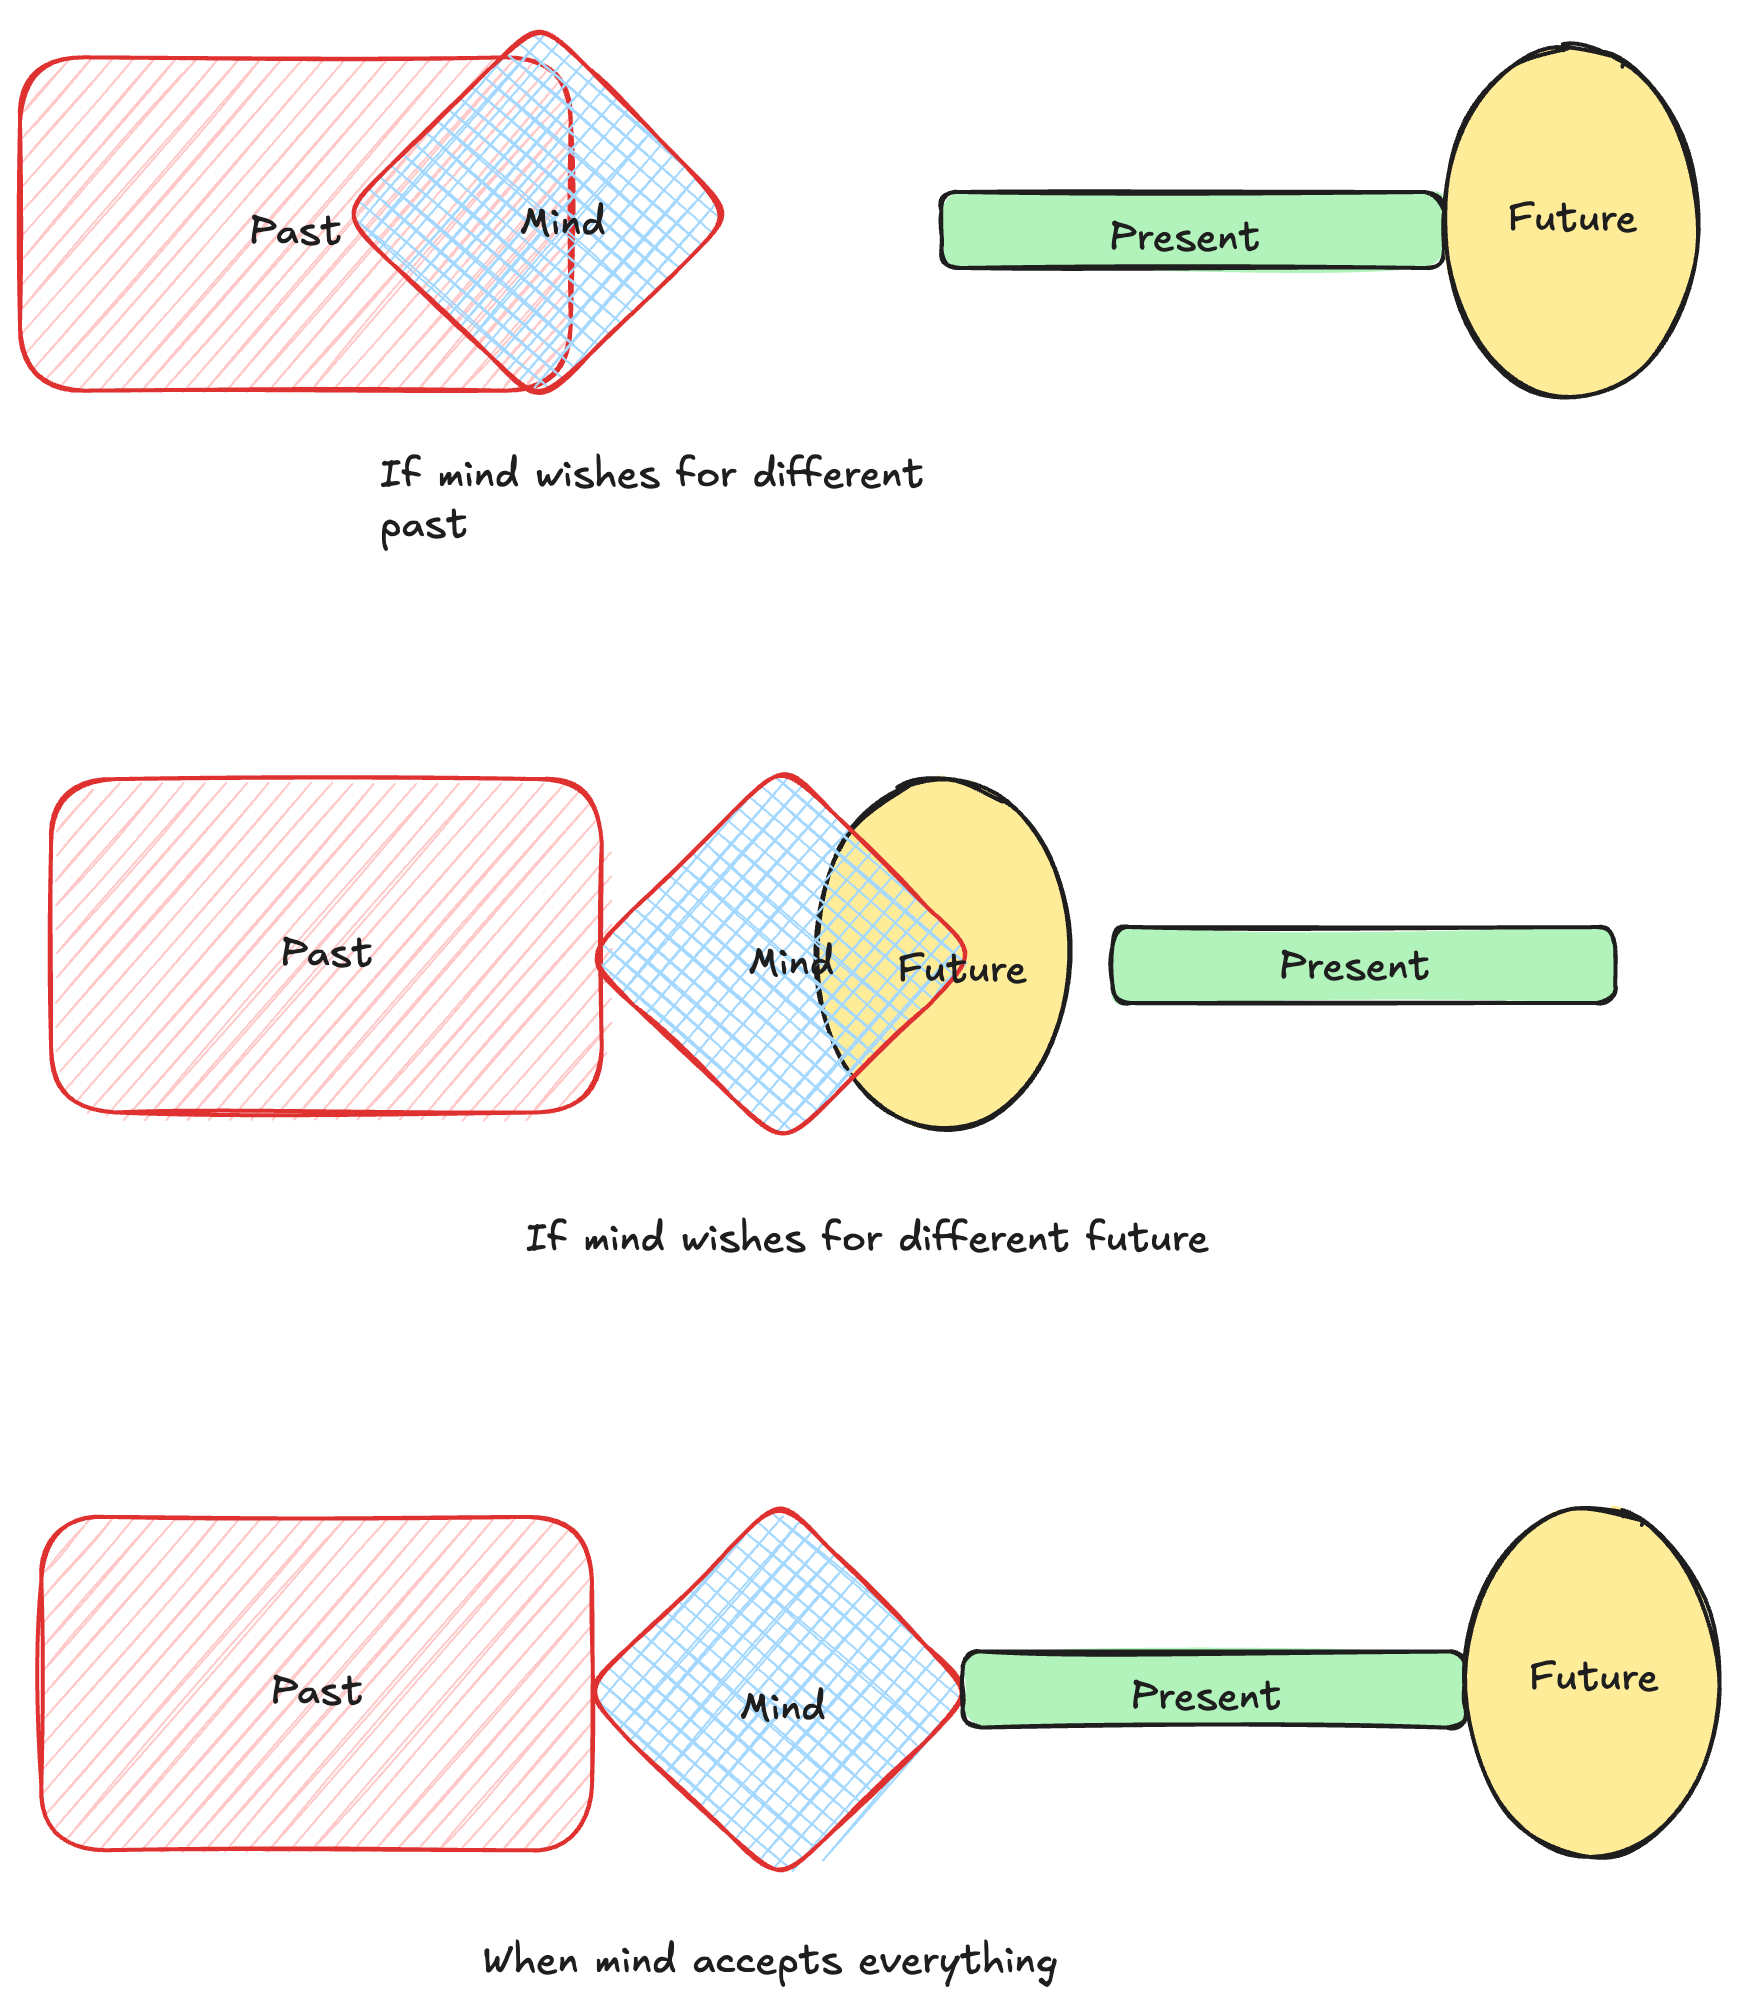 Past
Mind
Present
Future
If mind wishes for different
past
Past
Mind
Future
Present
If mind wishes for different future
Past
Mind
Present
Future
When mind accepts everything